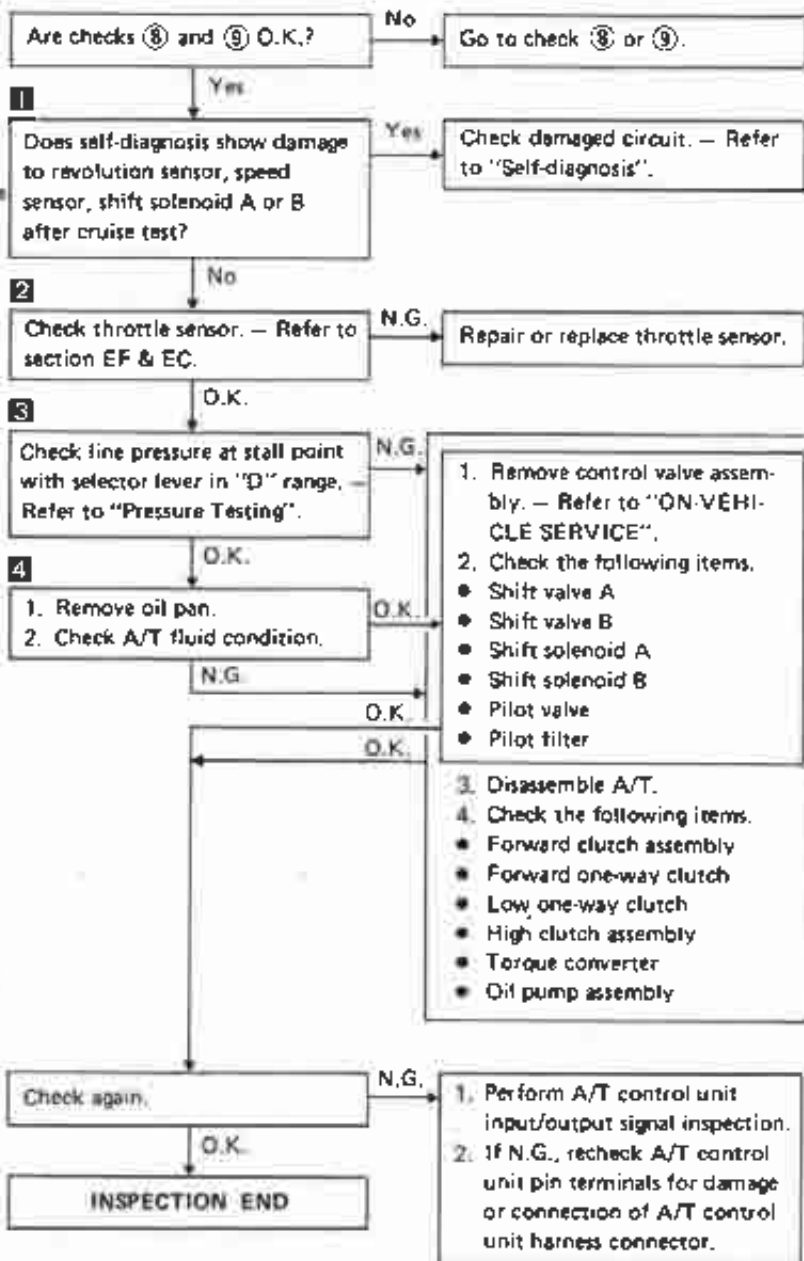 Are checks ⑧ and ⑨ O.K.?
No
Go to check ⑧ or ⑨.
Yes
1
Does self-diagnosis show damage
to revolution sensor, speed
sensor, shift solenoid A or B
after cruise test?
Yes
Check damaged circuit. — Refer
to "Self-diagnosis".
No
2
Check throttle sensor. — Refer to
section EF & EC.
N.G.
Repair or replace throttle sensor.
O.K.
3
Check line pressure at stall point
with selector lever in "D" range. —
Refer to "Pressure Testing".
N.G.
O.K.
4
1. Remove oil pan.
2. Check A/T fluid condition.
O.K.
N.G.
O.K.
O.K.
1. Remove control valve assem-
bly. — Refer to "ON-VEHI-
CLE SERVICE".
2. Check the following items.
• Shift valve A
• Shift valve B
• Shift solenoid A
• Shift solenoid B
• Pilot valve
• Pilot filter
3. Disassemble A/T.
4. Check the following items.
• Forward clutch assembly
• Forward one-way clutch
• Low one-way clutch
• High clutch assembly
• Torque converter
• Oil pump assembly
Check again.
N.G.
1. Perform A/T control unit
input/output signal inspection.
2. If N.G., recheck A/T control
unit pin terminals for damage
or connection of A/T control
unit harness connector.
O.K.
INSPECTION END